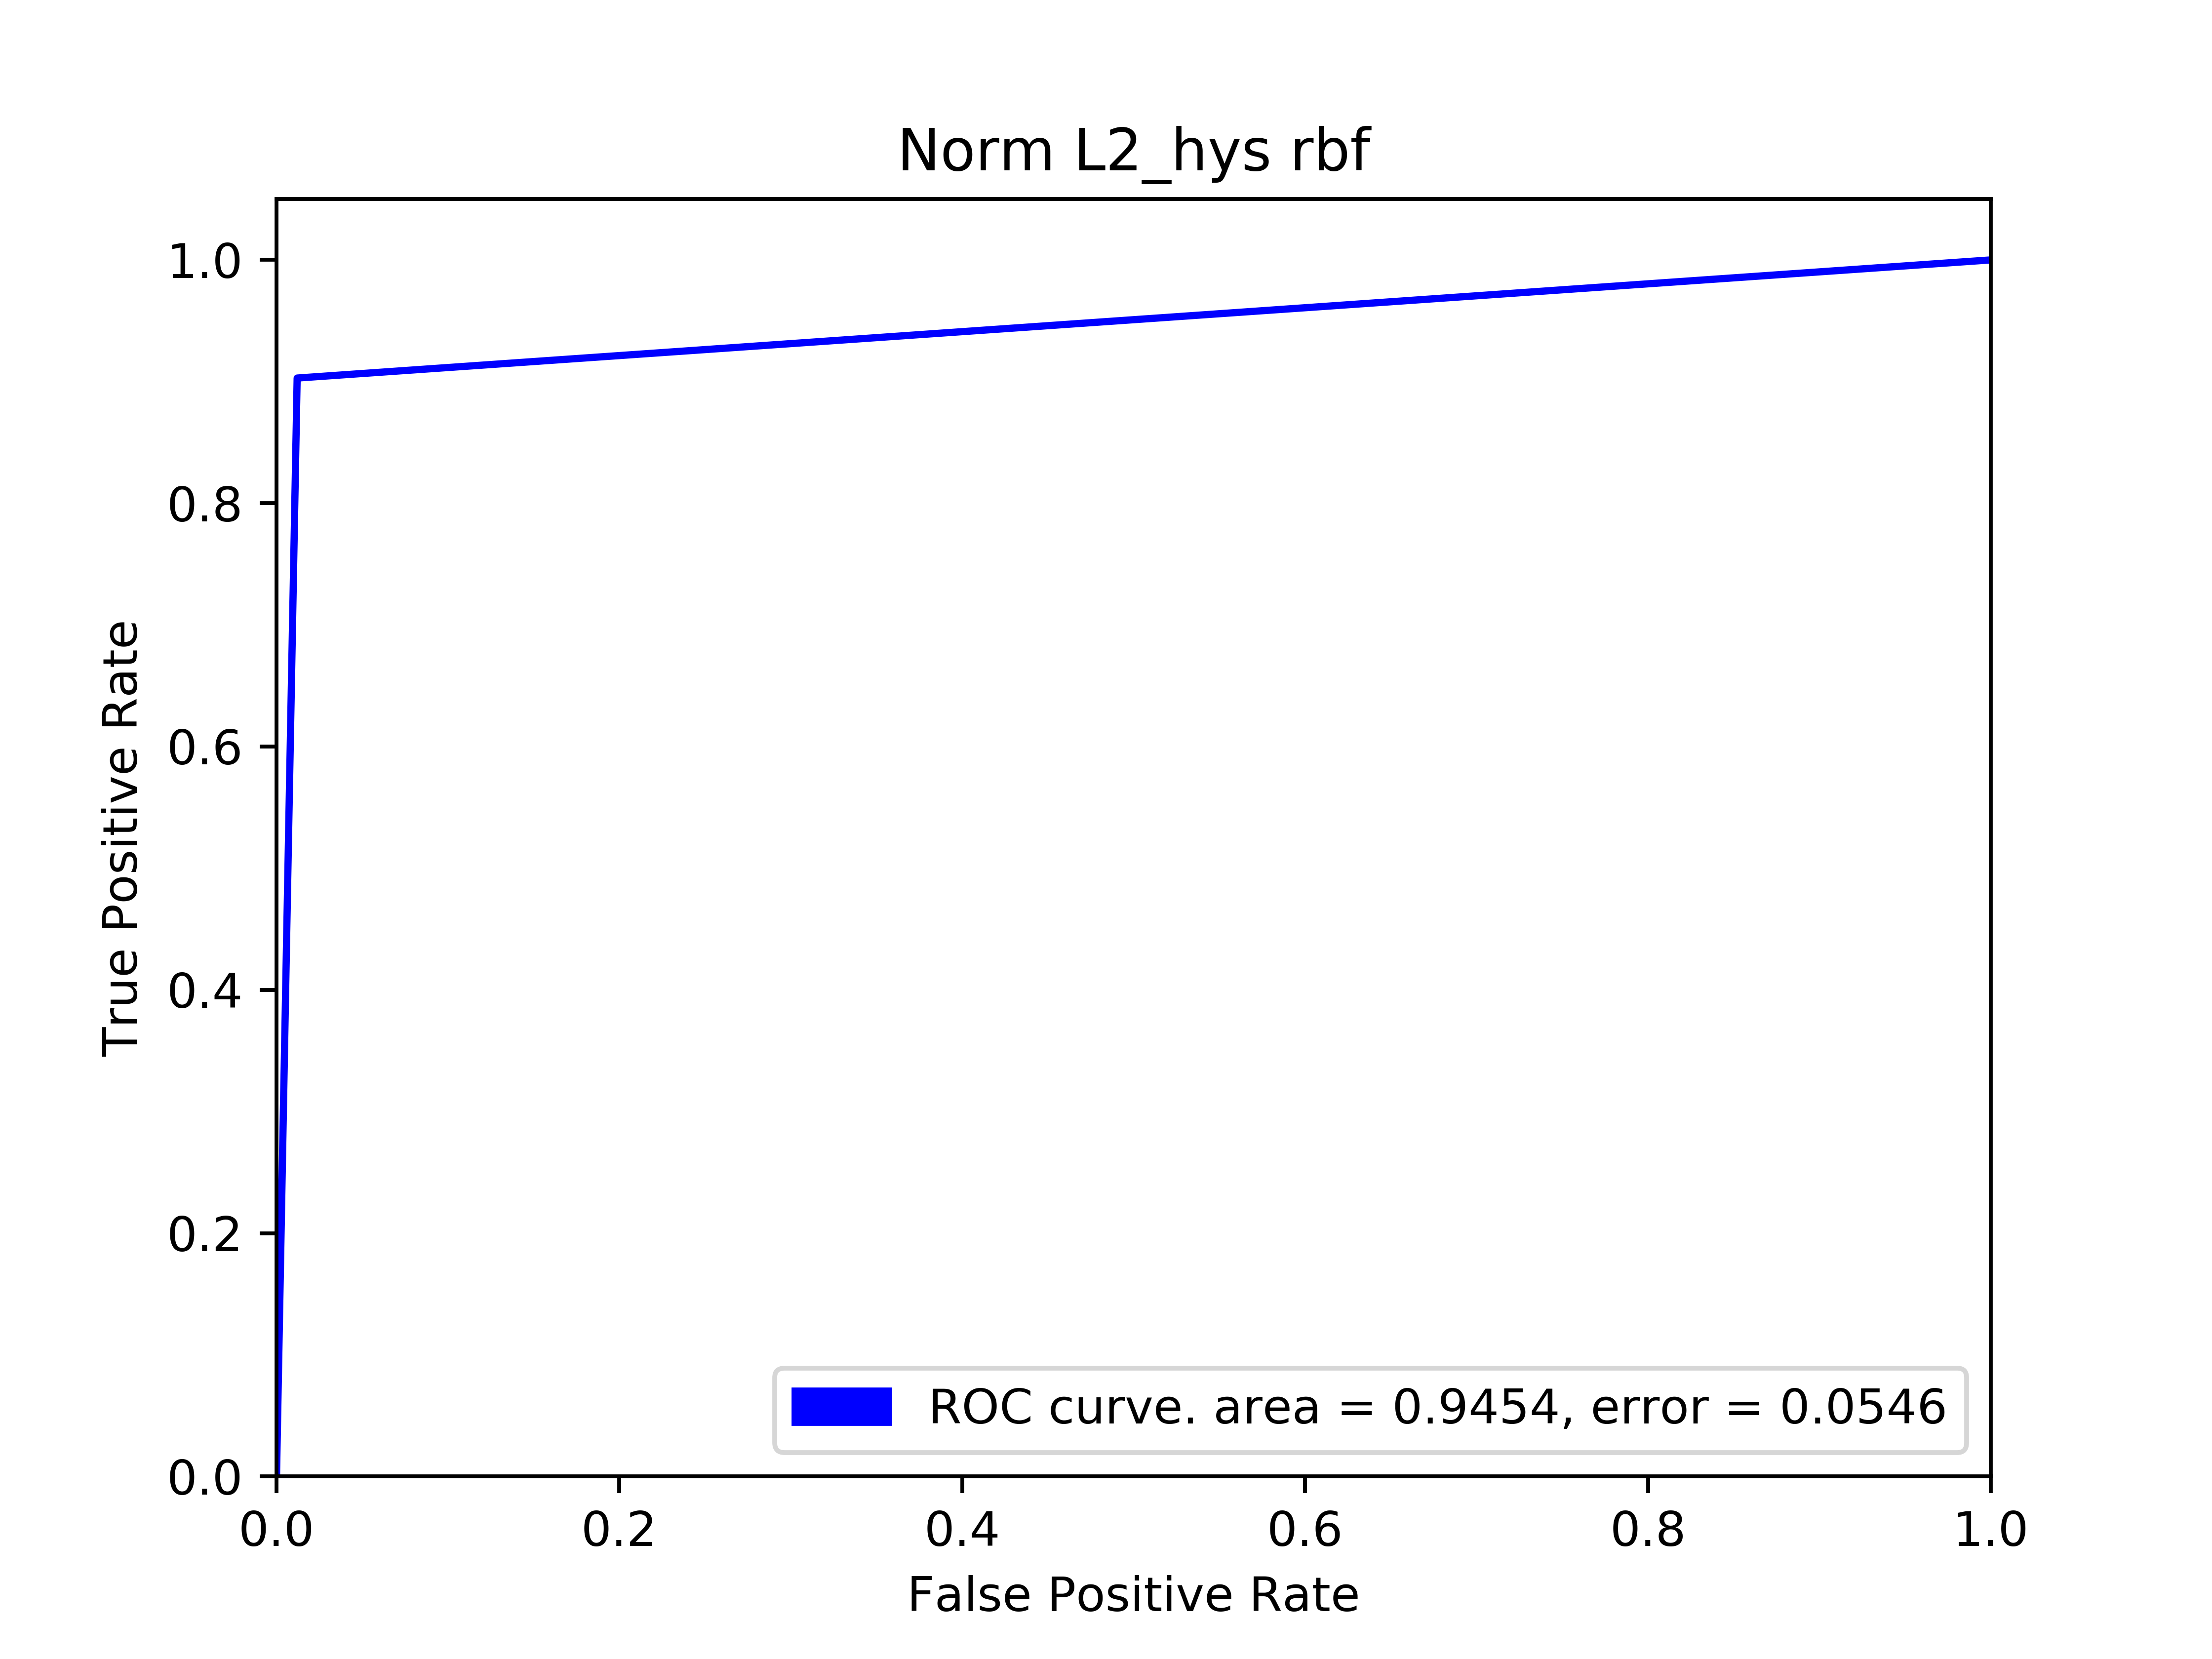 Norm L2_hys rbf
True Positive Rate
1.0
0.8
0.6
0.4
0.2
0.0
ROC curve. area = 0.9454, error = 0.0546
0.0 0.2 0.4 0.6 0.8 1.0
False Positive Rate